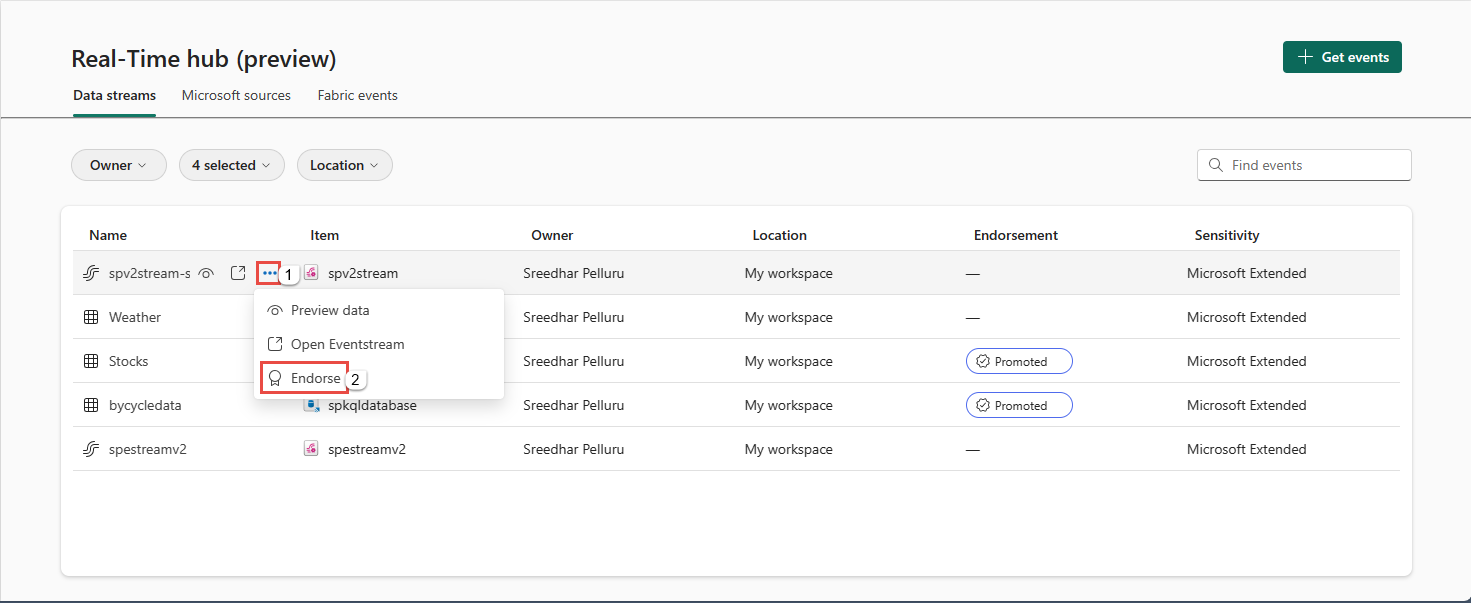 Real-Time hub (preview)
Get events
Data streams Microsoft sources Fabric events
Owner 4 selected Location Find events
Name Item Owner Location Endorsement Sensitivity
spv2stream-s 1 spv2stream Sreedhar Pelluru My workspace — Microsoft Extended
Preview data
Weather Sreedhar Pelluru My workspace — Microsoft Extended
Open Eventstream
Stocks Sreedhar Pelluru My workspace Promoted Microsoft Extended
Endorse 2
bycycledata spkqldatabase Sreedhar Pelluru My workspace Promoted Microsoft Extended
spestreamv2 spestreamv2 Sreedhar Pelluru My workspace — Microsoft Extended